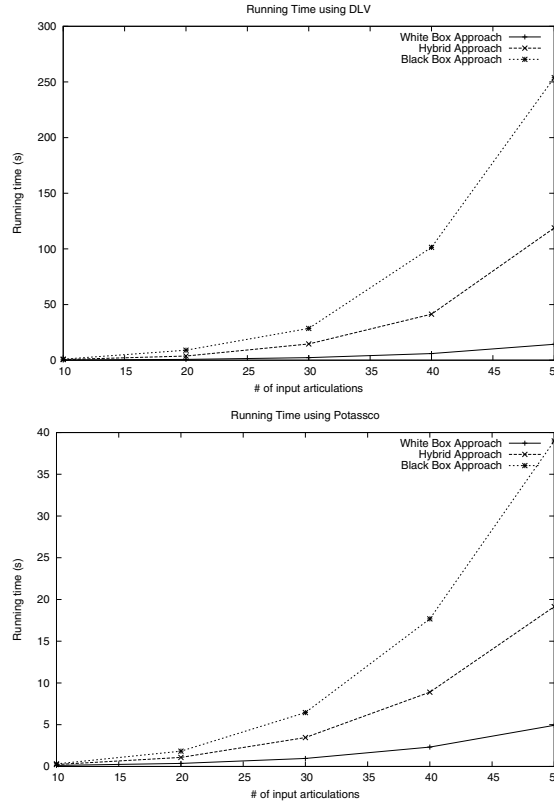 Running Time using DLV
300
250
200
150
100
50
0
Running time (s)
White Box Approach
Hybrid Approach
Black Box Approach
10 15 20 25 30 35 40 45 50
# of input articulations
Running Time using Potassco
40
35
30
25
20
15
10
5
0
Running time (s)
White Box Approach
Hybrid Approach
Black Box Approach
10 15 20 25 30 35 40 45 50
# of input articulations